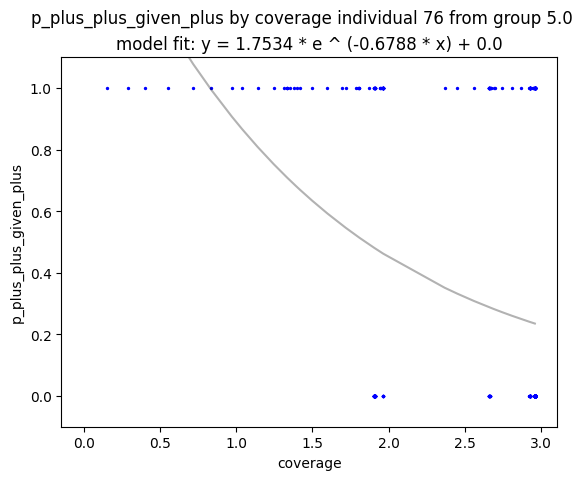 p_plus_plus_given_plus by coverage individual 76 from group 5.0
model fit: y = 1.7534 * e ^ (-0.6788 * x) + 0.0
p_plus_plus_given_plus
1.0
0.8
0.6
0.4
0.2
0.0
0.0 0.5 1.0 1.5 2.0 2.5 3.0
coverage